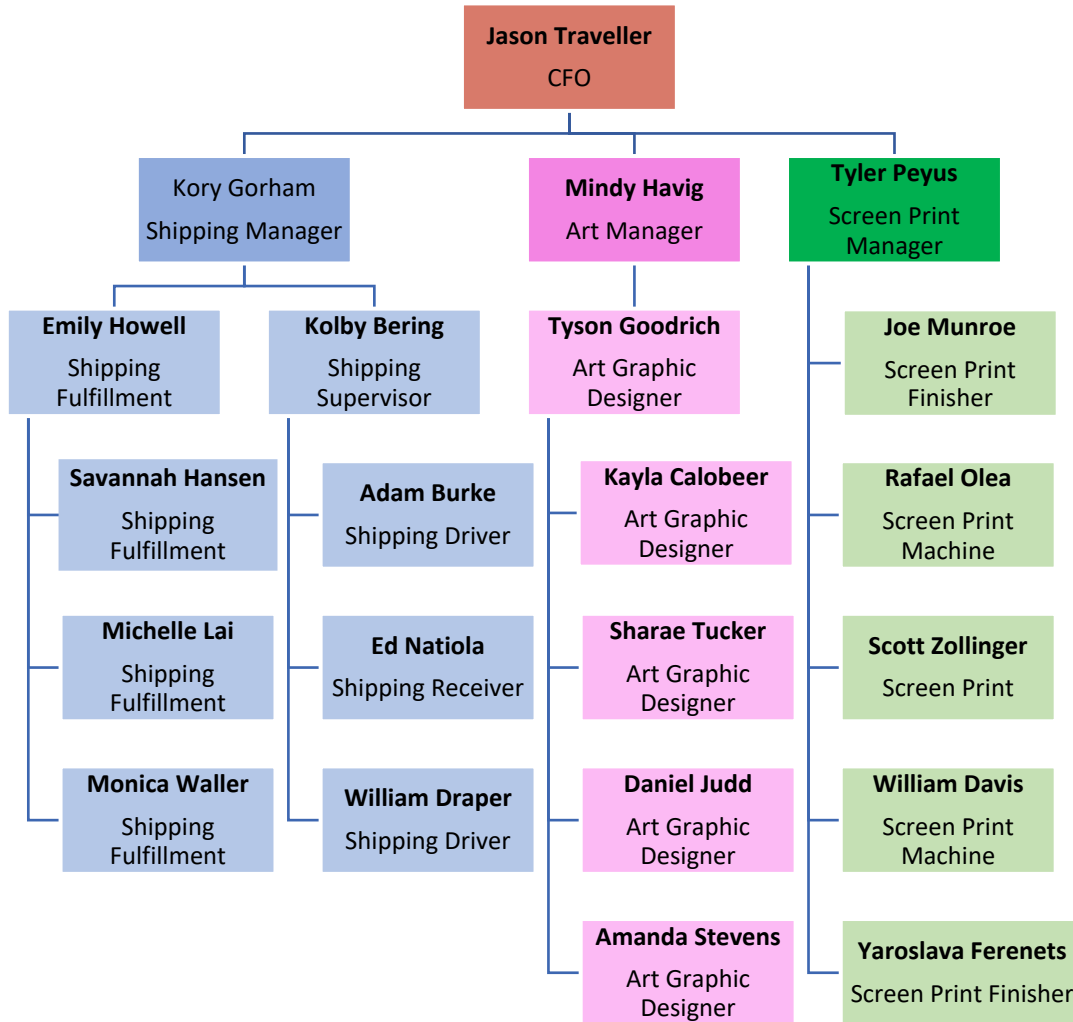 Jason Traveller
CFO
Kory Gorham
Shipping Manager
Mindy Havig
Art Manager
Tyler Peyus
Screen Print
Manager
Emily Howell
Shipping
Fulfillment
Kolby Bering
Shipping
Supervisor
Tyson Goodrich
Art Graphic
Designer
Joe Munroe
Screen Print
Finisher
Savannah Hansen
Shipping
Fulfillment
Adam Burke
Shipping Driver
Kayla Calobeer
Art Graphic
Designer
Rafael Olea
Screen Print
Machine
Michelle Lai
Shipping
Fulfillment
Ed Natiola
Shipping Receiver
Sharae Tucker
Art Graphic
Designer
Scott Zollinger
Screen Print
Monica Waller
Shipping
Fulfillment
William Draper
Shipping Driver
Daniel Judd
Art Graphic
Designer
William Davis
Screen Print
Machine
Amanda Stevens
Art Graphic
Designer
Yaroslava Ferenets
Screen Print Finisher